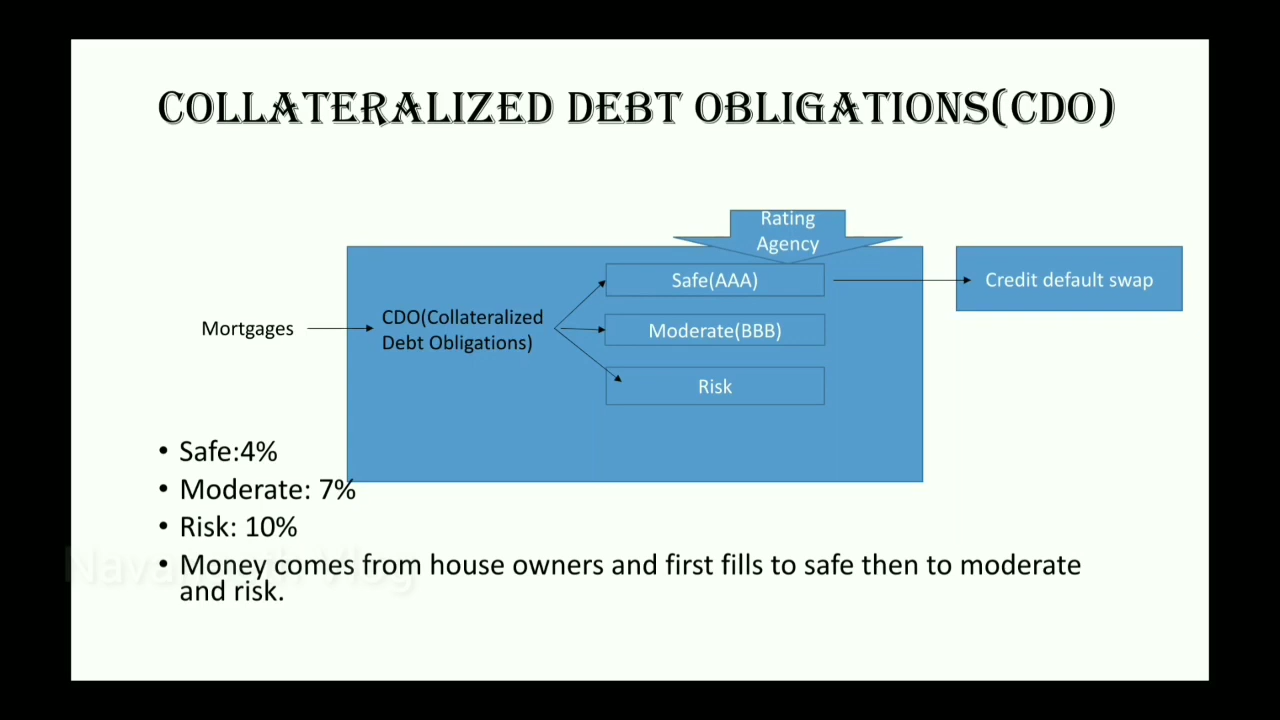 COLLATERALIZED DEBT OBLIGATIONS(CDO)
Rating
Agency
Safe(AAA)
Credit default swap
Mortgages
CDO(Collateralized
Debt Obligations)
Moderate(BBB)
Risk
• Safe:4%
• Moderate: 7%
• Risk: 10%
• Money comes from house owners and first fills to safe then to moderate
and risk.
Vlog